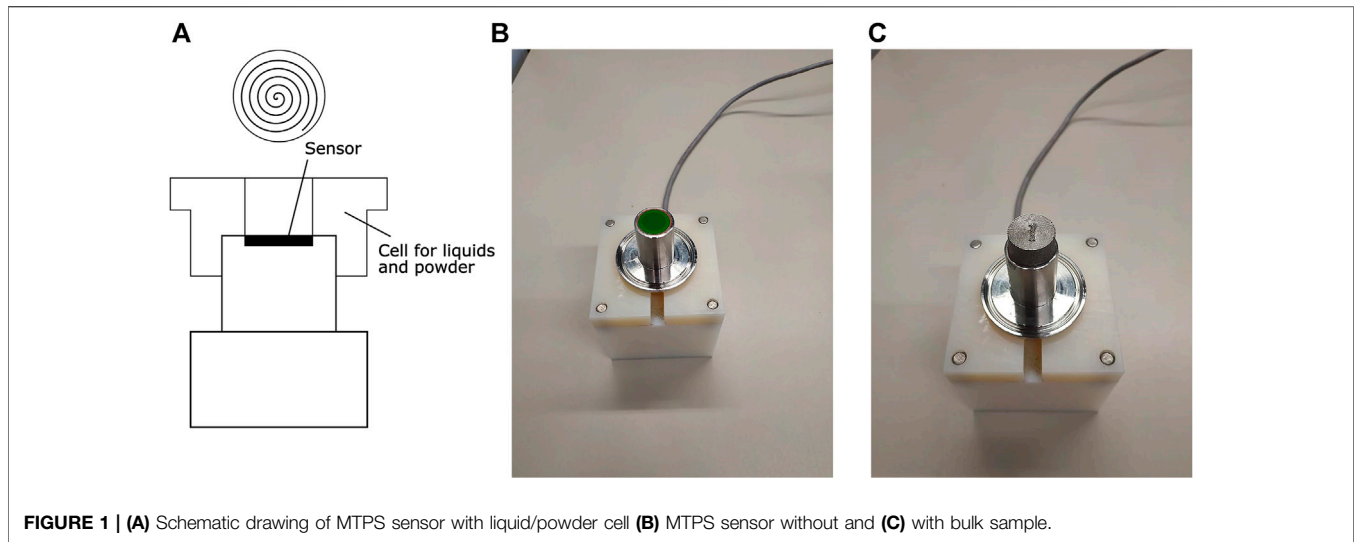 A
B
C
Sensor
Cell for liquids
and powder
FIGURE 1 | (A) Schematic drawing of MTPS sensor with liquid/powder cell (B) MTPS sensor without and (C) with bulk sample.